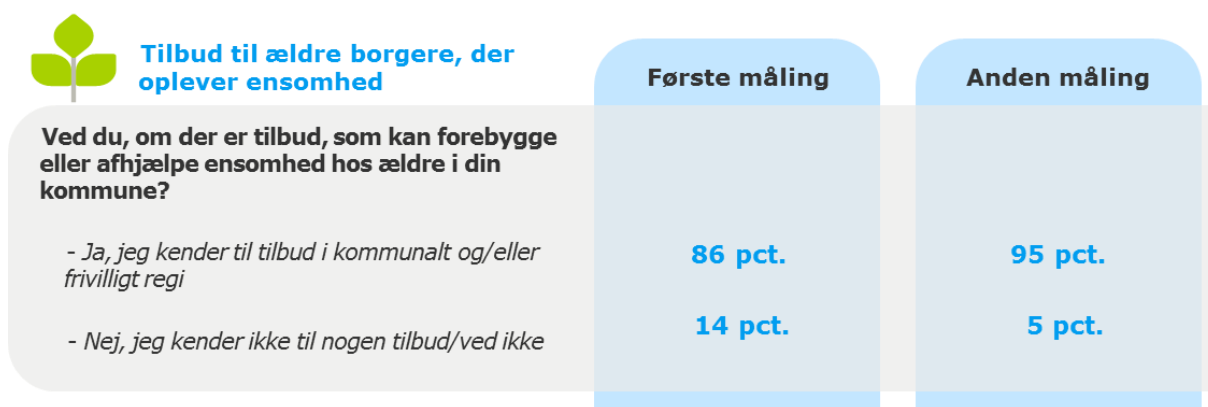 Tilbud til ældre borgere, der
oplever ensomhed
Første måling
Anden måling
Ved du, om der er tilbud, som kan forebygge
eller afhjælpe ensomhed hos ældre i din
kommune?
- Ja, jeg kender til tilbud i kommunalt og/eller
frivilligt regi
86 pct.
95 pct.
- Nej, jeg kender ikke til nogen tilbud/ved ikke
14 pct.
5 pct.